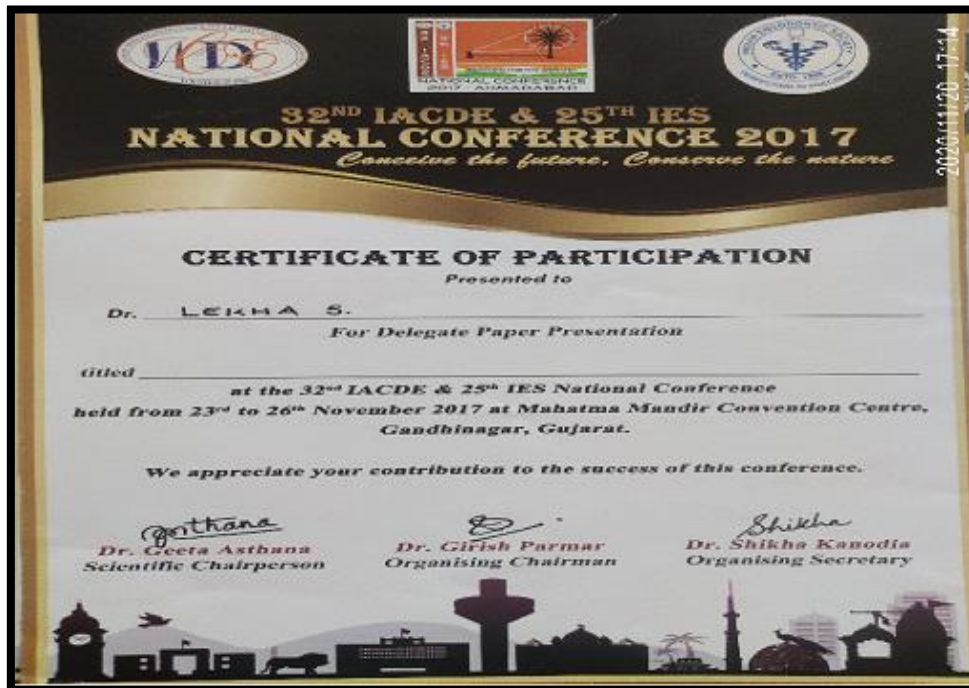 NATIONAL CONFERENCE
2017 - AHMADABAD
32ND IACDE & 25TH IES
NATIONAL CONFERENCE 2017
Conceive the future, Conserve the nature
2020/11/20 17:14
CERTIFICATE OF PARTICIPATION
Presented to
Dr. LEKHA S.
For Delegate Paper Presentation
titled
at the 32nd IACDE & 25th IES National Conference
held from 23rd to 26th November 2017 at Mahatma Mandir Convention Centre,
Gandhinagar, Gujarat.
We appreciate your contribution to the success of this conference.
Shikha
Dr. Geeta Asthana Dr. Girish Parmar Dr. Shikha Kanodia
Scientific Chairperson Organising Chairman Organising Secretary